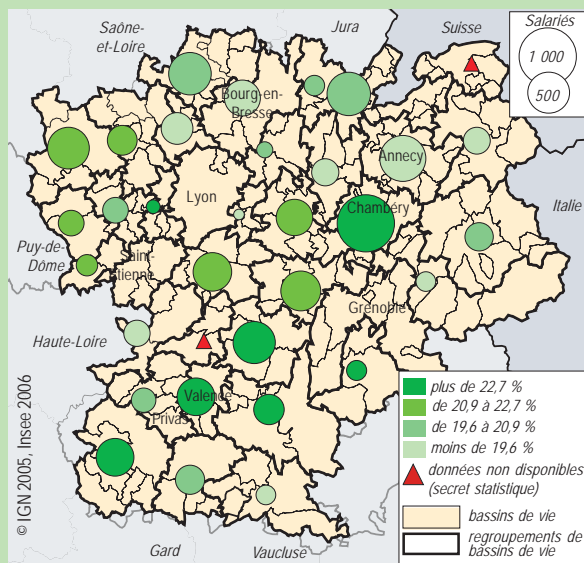 Saône-
et-Loire
Jura
Suisse
Salariés
1 000
500
Bourg-en-
Bresse
Annecy
Lyon
Chambéry
Italie
Puy-de-
Dôme
Saint-
Etienne
Grenoble
Haute-Loire
Valence
Privas
Gard
Vaucluse
plus de 22,7 %
de 20,9 à 22,7 %
de 19,6 à 20,9 %
moins de 19,6 %
données non disponibles
(secret statistique)
bassins de vie
regroupements de
bassins de vie
© IGN 2005, Insee 2006